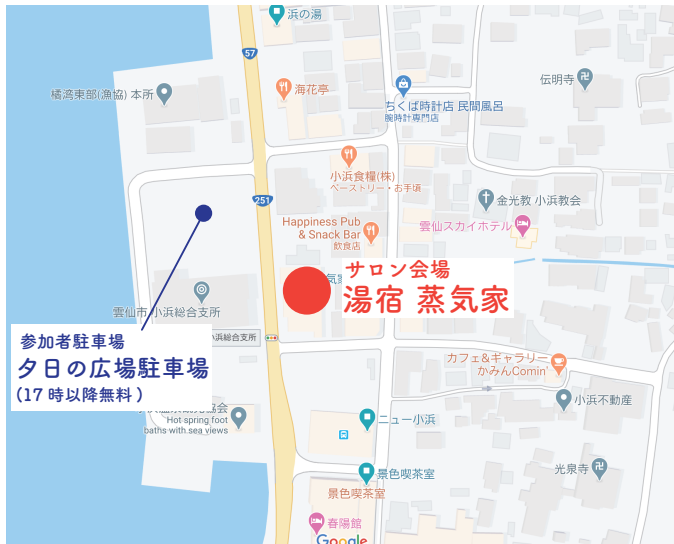 浜の湯
57
橘湾東部(漁協) 本所
海花亭
ちくば時計店 民間風呂
腕時計専門店
伝明寺
小浜食糧(株)
ペーストリー・お手頃
251
金光教 小浜教会
Happiness Pub
& Snack Bar
飲食店
雲仙スカイホテル
気家
サロン会場
湯宿 蒸気家
雲仙市 小浜総合支所
小浜総合支所
参加者駐車場
夕日の広場駐車場
(17時以降無料)
カフェ&ギャラリー
かみんComin'
小浜不動産
協会
Hot spring foot
baths with sea views
ニュー小浜
景色喫茶室
景色喫茶室
光泉寺
春陽館
Google